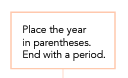 Place the year
in parentheses.
End with a period.